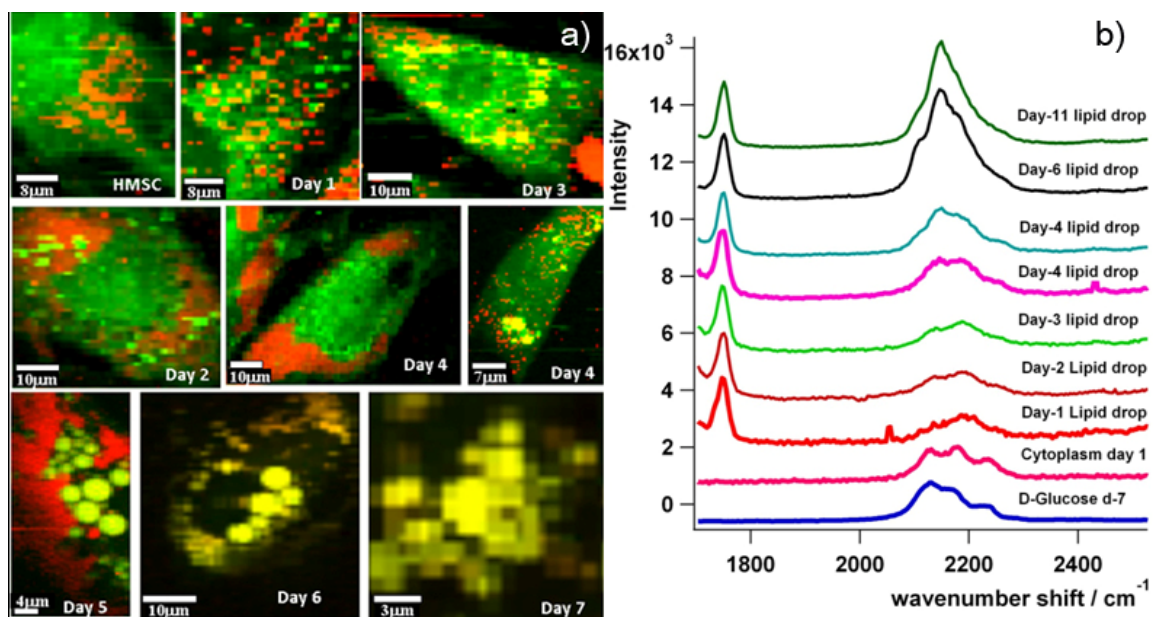 a)
8µm
HMSC
8µm
Day 1
10µm
Day 3
10µm
Day 2
10µm
Day 4
7µm
Day 4
4µm
Day 5
10µm
Day 6
3µm
Day 7
b)
16x10³
14
12
10
8
6
4
2
0
Intensity
Day-11 lipid drop
Day-6 lipid drop
Day-4 lipid drop
Day-4 lipid drop
Day-3 lipid drop
Day-2 Lipid drop
Day-1 Lipid drop
Cytoplasm day 1
D-Glucose d-7
1800
2000
2200
2400
wavenumber shift / cm⁻¹